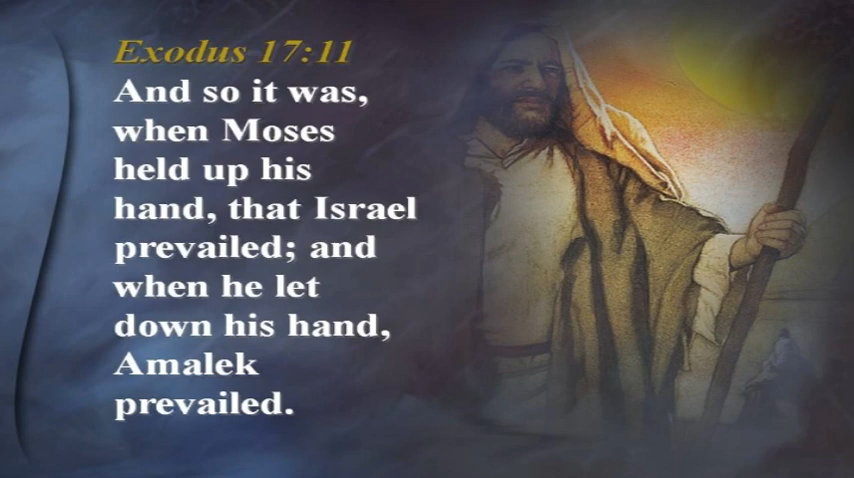 Exodus 17:11
And so it was,
when Moses
held up his
hand, that Israel
prevailed; and
when he let
down his hand,
Amalek
prevailed.